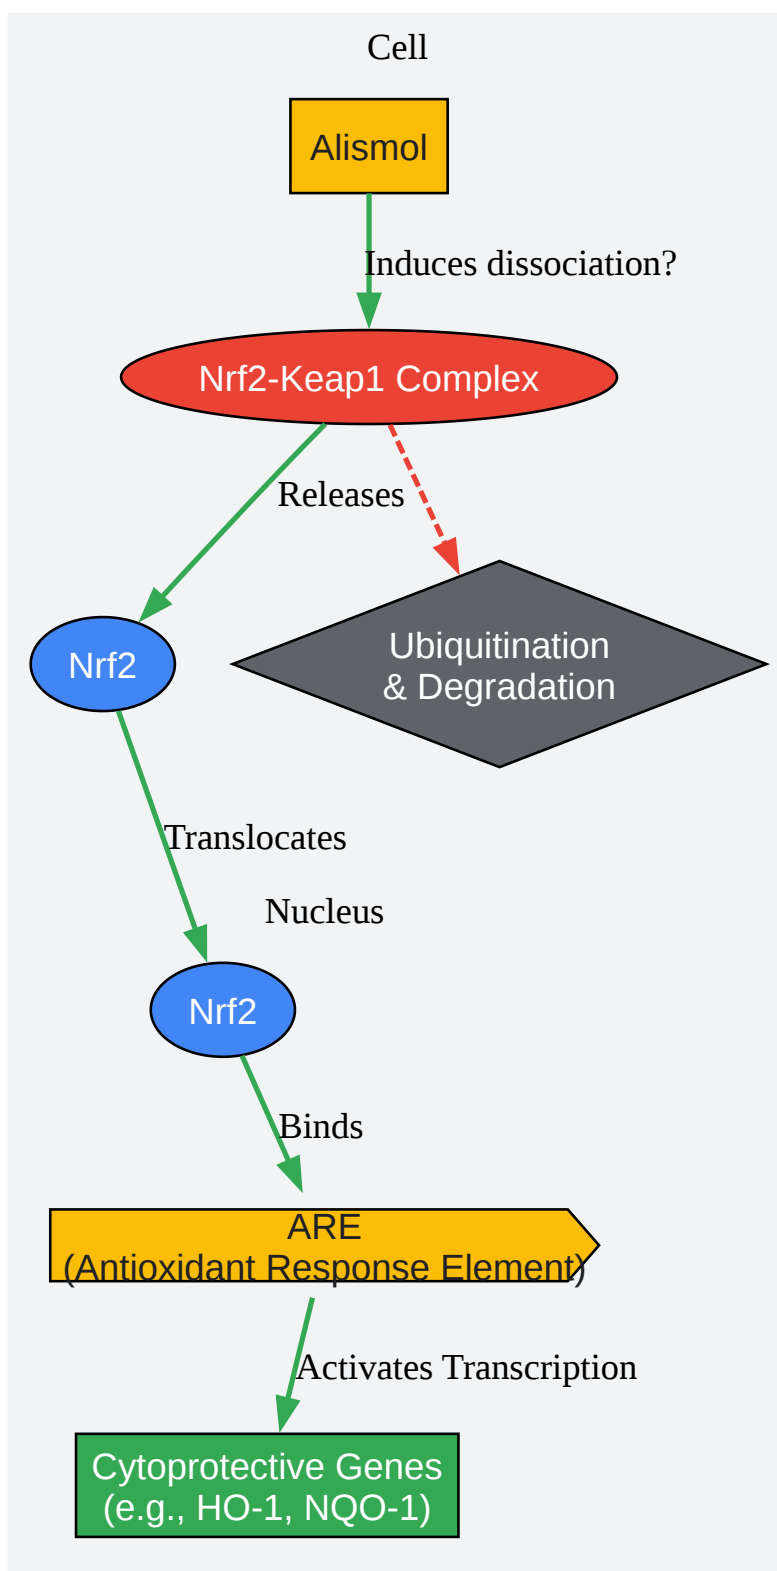 Cell
Alismol
Induces dissociation?
Nrf2-Keap1 Complex
Releases
Nrf2
Ubiquitination
& Degradation
Translocates
Nucleus
Nrf2
Binds
ARE
(Antioxidant Response Element)
Activates Transcription
Cytoprotective Genes
(e.g., HO-1, NQO-1)